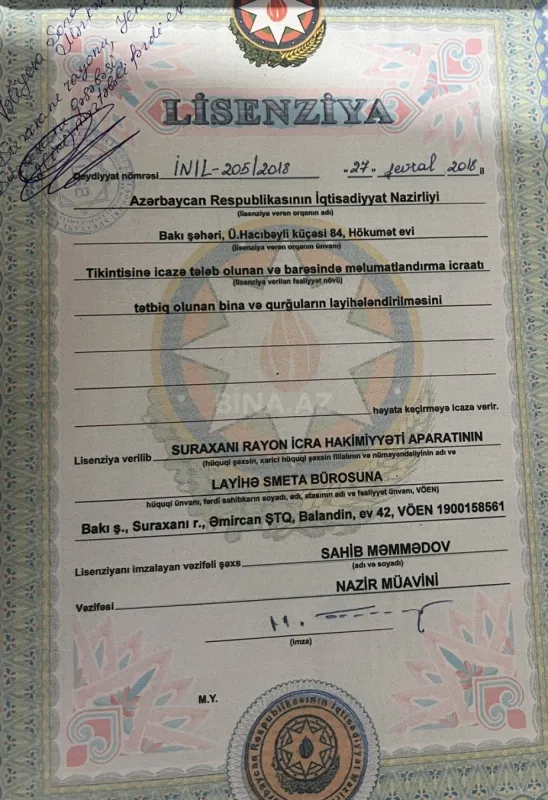 LİSENZİYA
Qeydiyyat nömrəsi İNİL-205/2018 "27" fevral 2018 il
Azərbaycan Respublikasının İqtisadiyyat Nazirliyi
(lisenziya verən orqanın adı)
Bakı şəhəri, Ü.Hacıbəyli küçəsi 84, Hökumət evi
(lisenziya verən orqanın ünvanı)
Tikintisinə icazə tələb olunan və barəsində məlumatlandırma icraatı
(lisenziya verilən fəaliyyət növü)
tətbiq olunan bina və qurğuların layihələndirilməsini
BINA.AZ
həyata keçirməyə icazə verir.
Lisenziya verilib SURAXANI RAYON İCRA HAKİMİYYƏTİ APARATININ
(hüquqi şəxsin, xarici hüquqi şəxsin filialının və nümayəndəliyinin adı və
LAYİHƏ SMETA BÜROSUNA
hüquqi ünvanı, fərdi sahibkarın soyadı, adı, atasının adı və fəaliyyət ünvanı, VÖEN)
Bakı ş., Suraxanı r., Əmircan ŞTQ, Balandin, ev 42, VÖEN 1900158561
Lisenziyanı imzalayan vəzifəli şəxs SAHİB MƏMMƏDOV
(adı və soyadı)
Vəzifəsi NAZİR MÜAVİNİ
(imza)
M.Y.